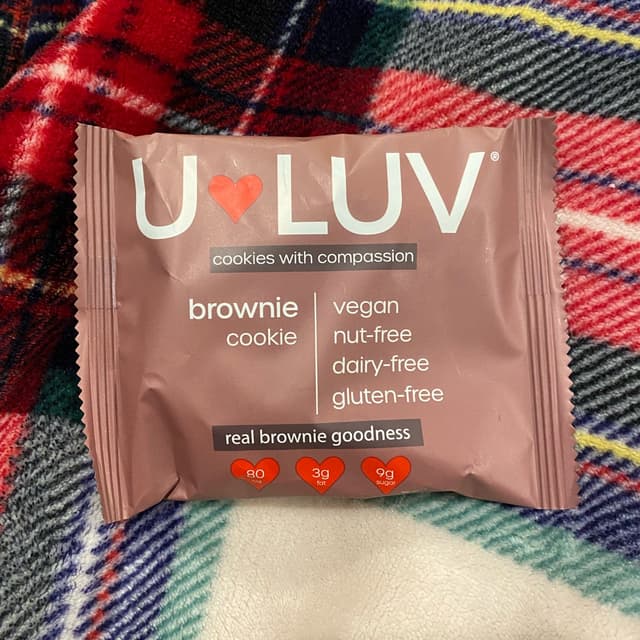 U LUV®
cookies with compassion
brownie
cookie
vegan
nut-free
dairy-free
gluten-free
real brownie goodness
80
3g
fat
9g
sugar